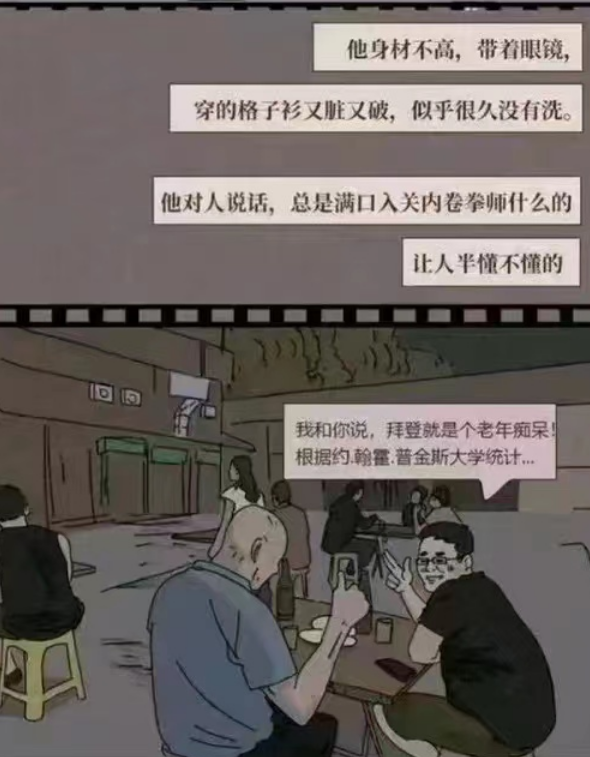 他身材不高，带着眼镜，
穿的格子衫又脏又破，似乎很久没有洗。
他对人说话，总是满口入关内卷拳师什么的
让人半懂不懂的
我和你说，拜登就是个老年痴呆！
根据约.翰霍.普金斯大学统计...